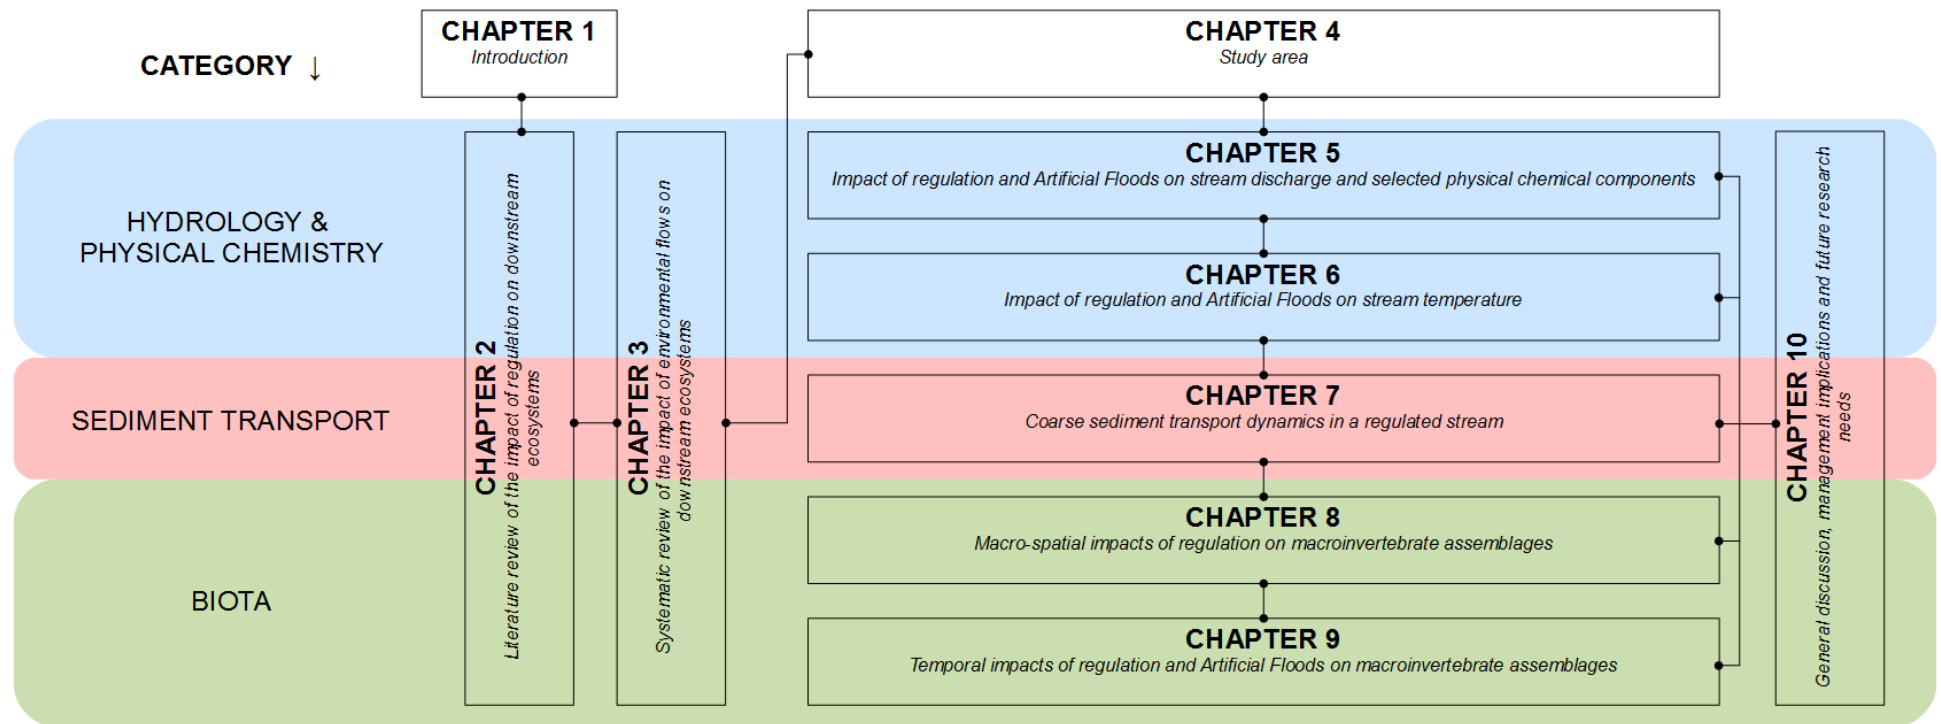 CATEGORY ↓
CHAPTER 1
Introduction
CHAPTER 4
Study area
HYDROLOGY &
PHYSICAL CHEMISTRY
SEDIMENT TRANSPORT
BIOTA
CHAPTER 2
Literature review of the impact of regulation on downstream
ecosystems
CHAPTER 3
Systematic review of the impact of environmental flows on
downstream ecosystems
CHAPTER 5
Impact of regulation and Artificial Floods on stream discharge and selected physical chemical components
CHAPTER 6
Impact of regulation and Artificial Floods on stream temperature
CHAPTER 7
Coarse sediment transport dynamics in a regulated stream
CHAPTER 8
Macro-spatial impacts of regulation on macroinvertebrate assemblages
CHAPTER 9
Temporal impacts of regulation and Artificial Floods on macroinvertebrate assemblages
CHAPTER 10
General discussion, management implications and future research
needs